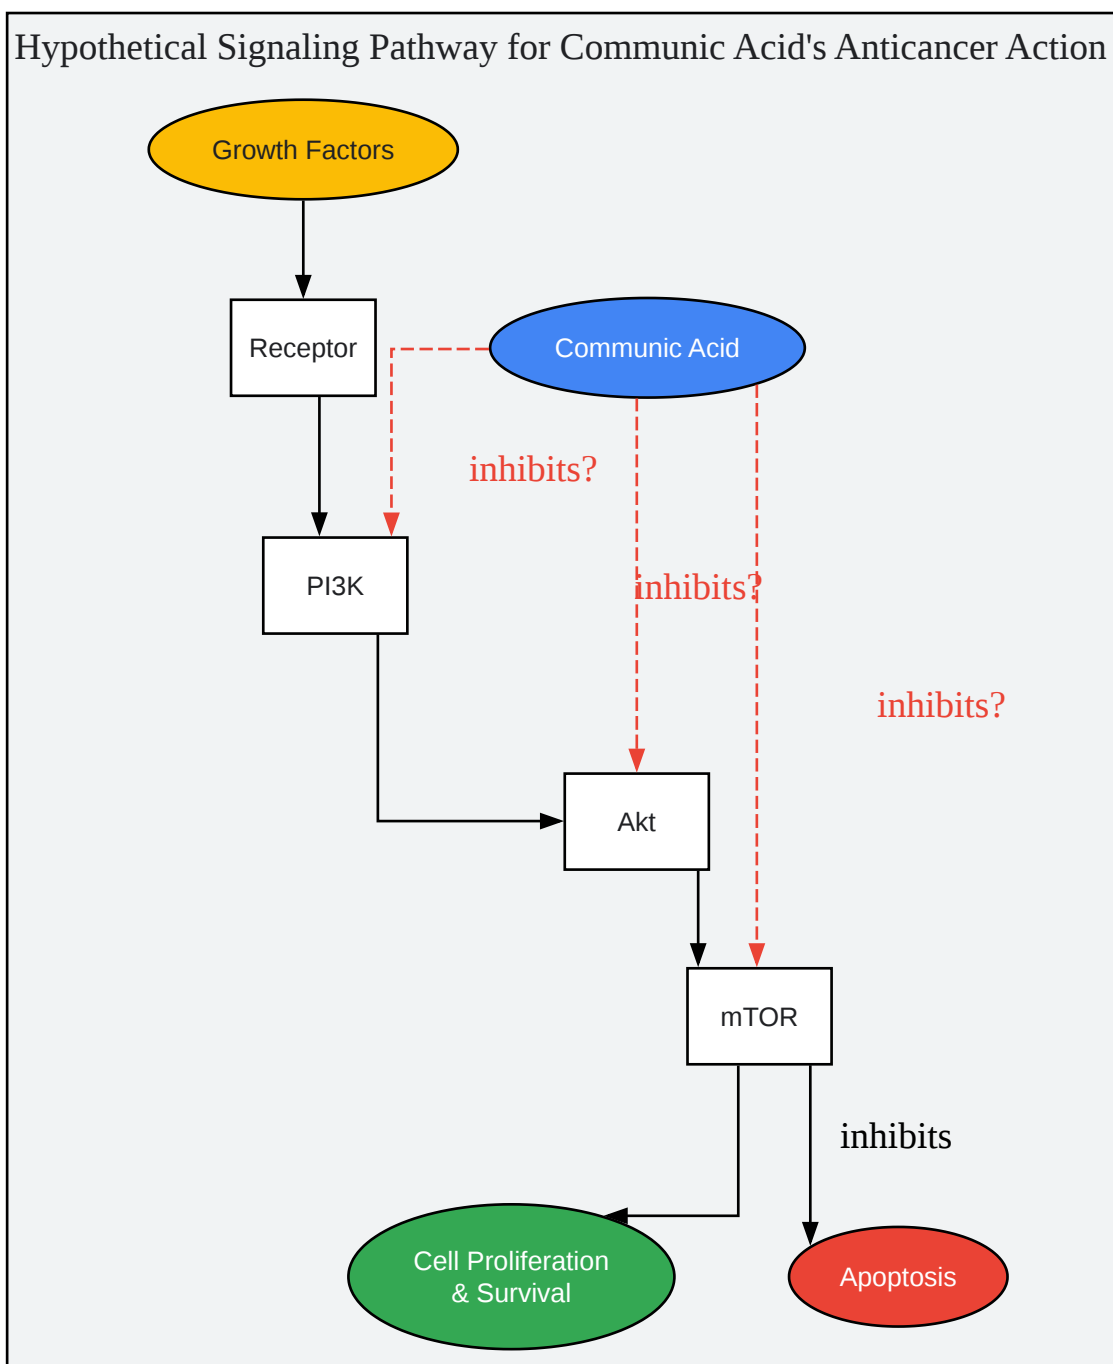 Hypothetical Signaling Pathway for Communic Acid's Anticancer Action
Growth Factors
Receptor
Communic Acid
inhibits?
PI3K
inhibits?
inhibits?
Akt
mTOR
inhibits
Cell Proliferation
& Survival
Apoptosis